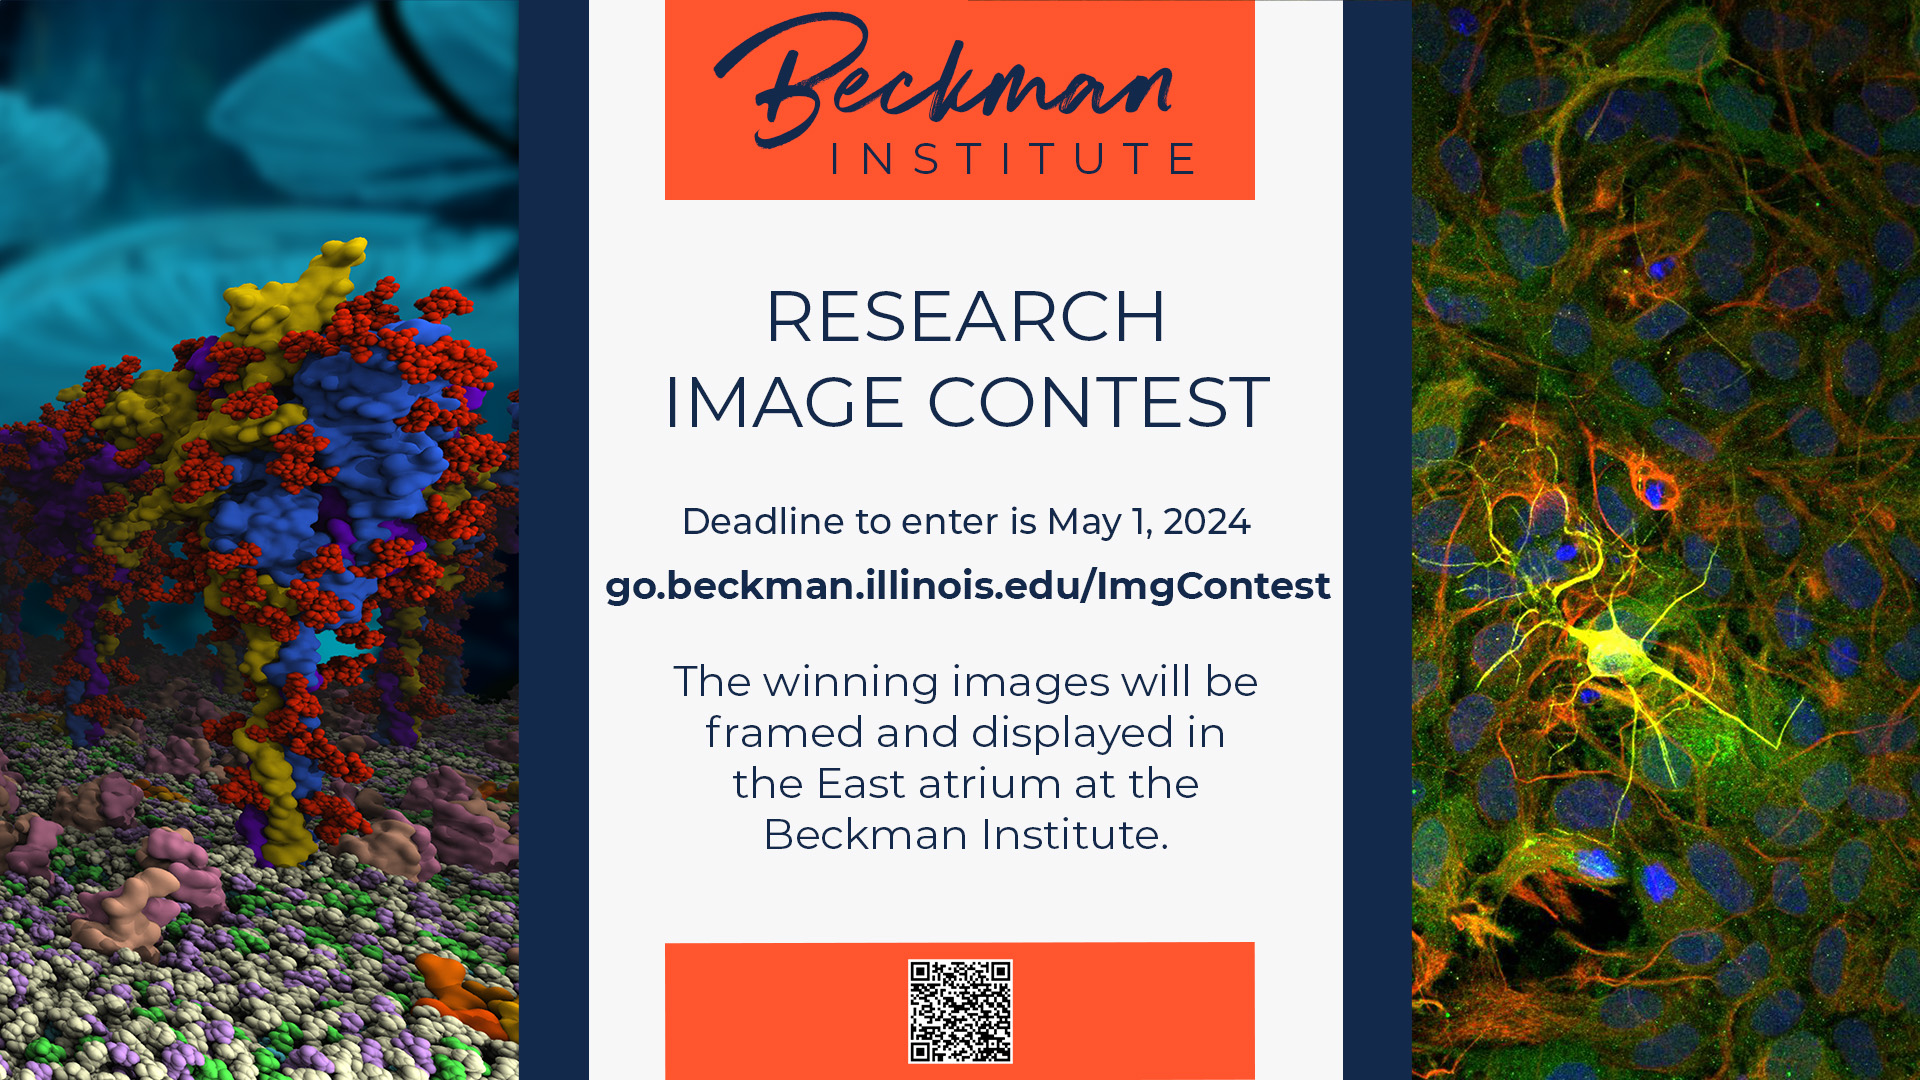 Beckman
INSTITUTE
RESEARCH
IMAGE CONTEST
Deadline to enter is May 1, 2024
go.beckman.illinois.edu/ImgContest
The winning images will be
framed and displayed in
the East atrium at the
Beckman Institute.